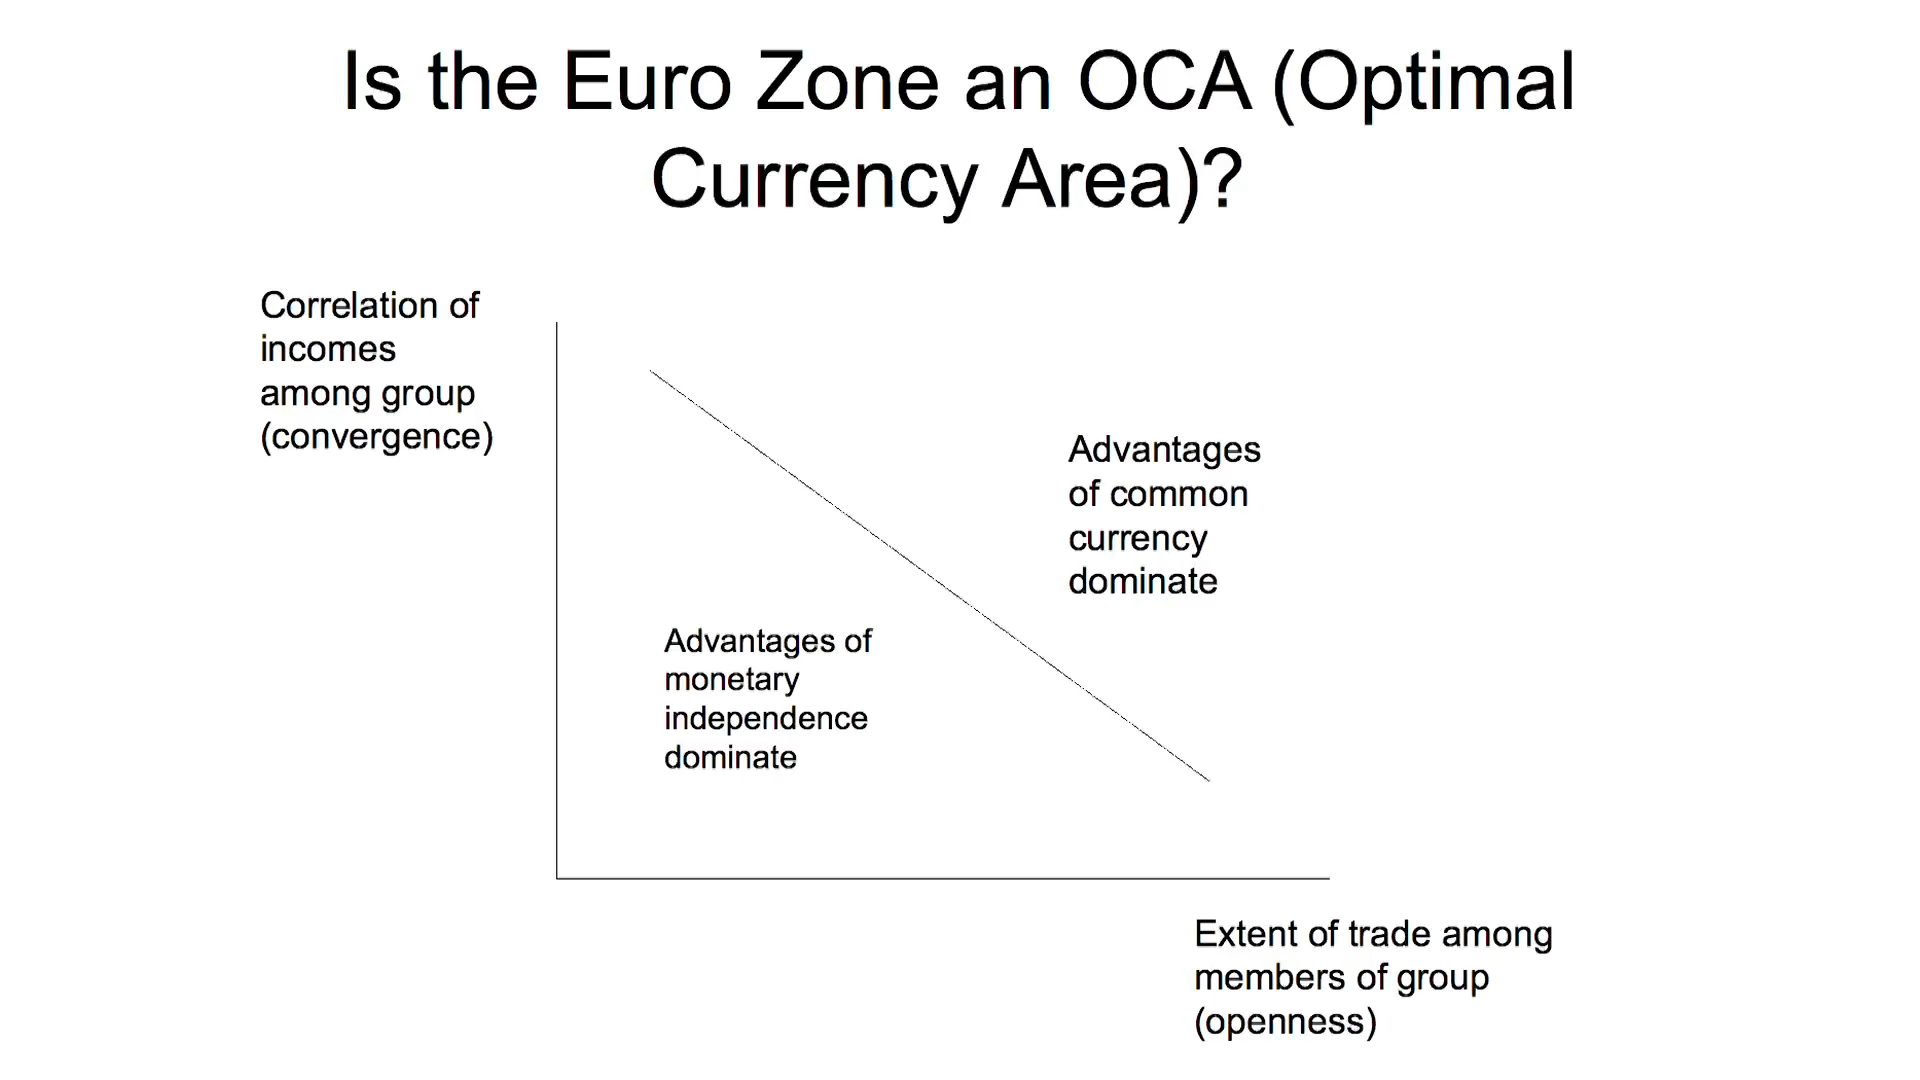 Is the Euro Zone an OCA (Optimal
Currency Area)?
Correlation of
incomes
among group
(convergence)
Advantages
of common
currency
dominate
Advantages of
monetary
independence
dominate
Extent of trade among
members of group
(openness)